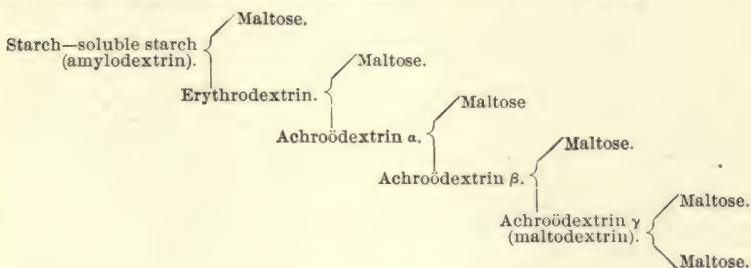 Maltose.
Starch—soluble starch
(amylodextrin).
Maltose.
Erythrodextrin.
Maltose
Achroödextrin α.
Maltose.
Achroödextrin β.
Maltose.
Achroödextrin γ
(maltodextrin).
Maltose.